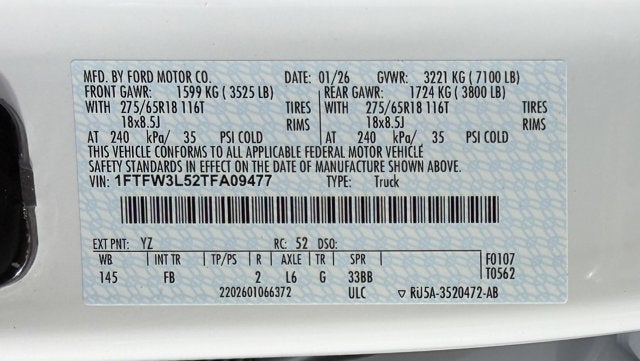 MFD. BY FORD MOTOR CO. DATE: 01/26 GVWR: 3221 KG ( 7100 LB)
FRONT GAWR: 1599 KG ( 3525 LB) REAR GAWR: 1724 KG ( 3800 LB)
WITH 275/65R18 116T TIRES WITH 275/65R18 116T TIRES
18x8.5J RIMS 18x8.5J RIMS
AT 240 kPa/ 35 PSI COLD AT 240 kPa/ 35 PSI COLD
THIS VEHICLE CONFORMS TO ALL APPLICABLE FEDERAL MOTOR VEHICLE
SAFETY STANDARDS IN EFFECT ON THE DATE OF MANUFACTURE SHOWN ABOVE.
VIN: 1FTFW3L52TFA09477 TYPE: Truck
EXT PNT: YZ RC: 52 DSO:
WB INT TR TP/PS R AXLE TR SPR F0107
145 FB 2 L6 G 33BB T0562
2202601066372 ULC ▽ RU5A-3520472-AB